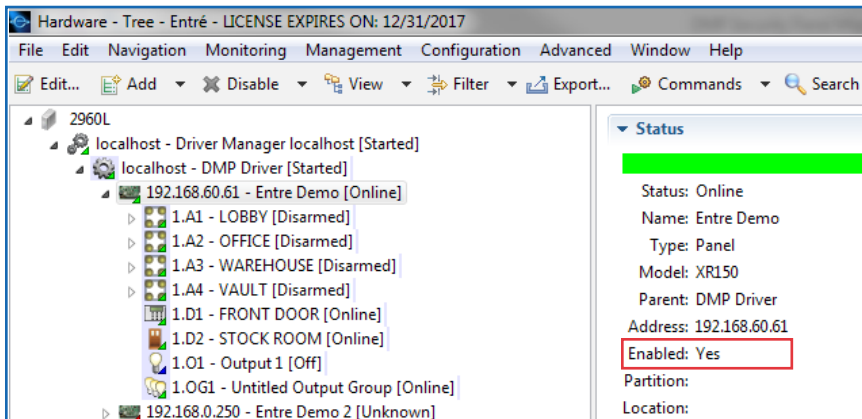 Hardware - Tree - Entré - LICENSE EXPIRES ON: 12/31/2017
File Edit Navigation Monitoring Management Configuration Advanced Window Help
Edit... Add Disable View Filter Export... Commands Search
2960L
localhost - Driver Manager localhost [Started]
localhost - DMP Driver [Started]
192.168.60.61 - Entre Demo [Online]
1.A1 - LOBBY [Disarmed]
1.A2 - OFFICE [Disarmed]
1.A3 - WAREHOUSE [Disarmed]
1.A4 - VAULT [Disarmed]
1.D1 - FRONT DOOR [Online]
1.D2 - STOCK ROOM [Online]
1.O1 - Output 1 [Off]
1.OG1 - Untitled Output Group [Online]
192.168.0.250 - Entre Demo 2 [Unknown]
Status
Status: Online
Name: Entre Demo
Type: Panel
Model: XR150
Parent: DMP Driver
Address: 192.168.60.61
Enabled: Yes
Partition:
Location: